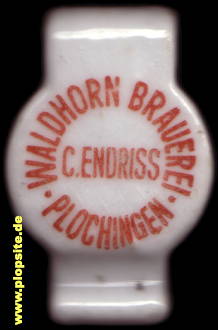 WALDHORN BRAUEREI
C.ENDRISS
· PLOCHINGEN ·
www.plopsite.de